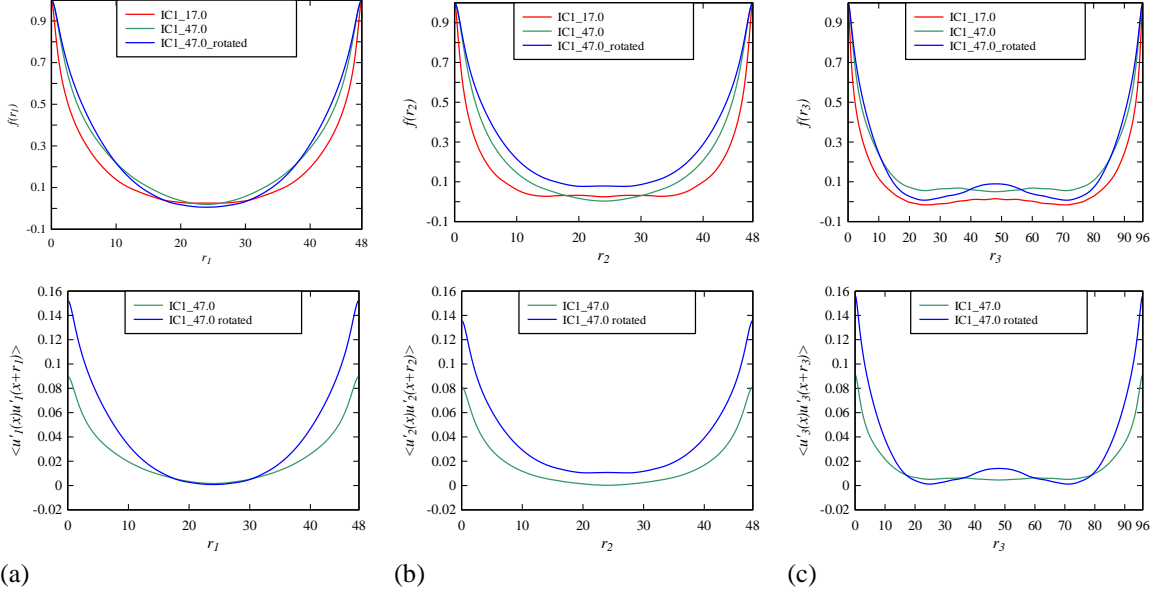 0.9
0.7
0.5
0.3
0.1
-0.1
f(r1)
0
10
20
30
40
48
r1
IC1_17.0
IC1_47.0
IC1_47.0_rotated
0.9
0.7
0.5
0.3
0.1
-0.1
f(r2)
0
10
20
30
40
48
r2
IC1_17.0
IC1_47.0
IC1_47.0_rotated
0.9
0.7
0.5
0.3
0.1
-0.1
f(r3)
0 10 20 30 40 50 60 70 80 90 96
r3
IC1_17.0
IC1_47.0
IC1_47.0_rotated
0.16
0.14
0.12
0.1
0.08
0.06
0.04
0.02
0
-0.02
<u'1(x)u'1(x+r1)>
0
10
20
30
40
48
r1
IC1_47.0
IC1_47.0 rotated
0.16
0.14
0.12
0.1
0.08
0.06
0.04
0.02
0
-0.02
<u'2(x)u'2(x+r2)>
0
10
20
30
40
48
r2
IC1_47.0
IC1_47.0 rotated
0.16
0.14
0.12
0.1
0.08
0.06
0.04
0.02
0
-0.02
<u'3(x)u'3(x+r3)>
0 10 20 30 40 50 60 70 80 90 96
r3
IC1_47.0
IC1_47.0 rotated
(a)
(b)
(c)